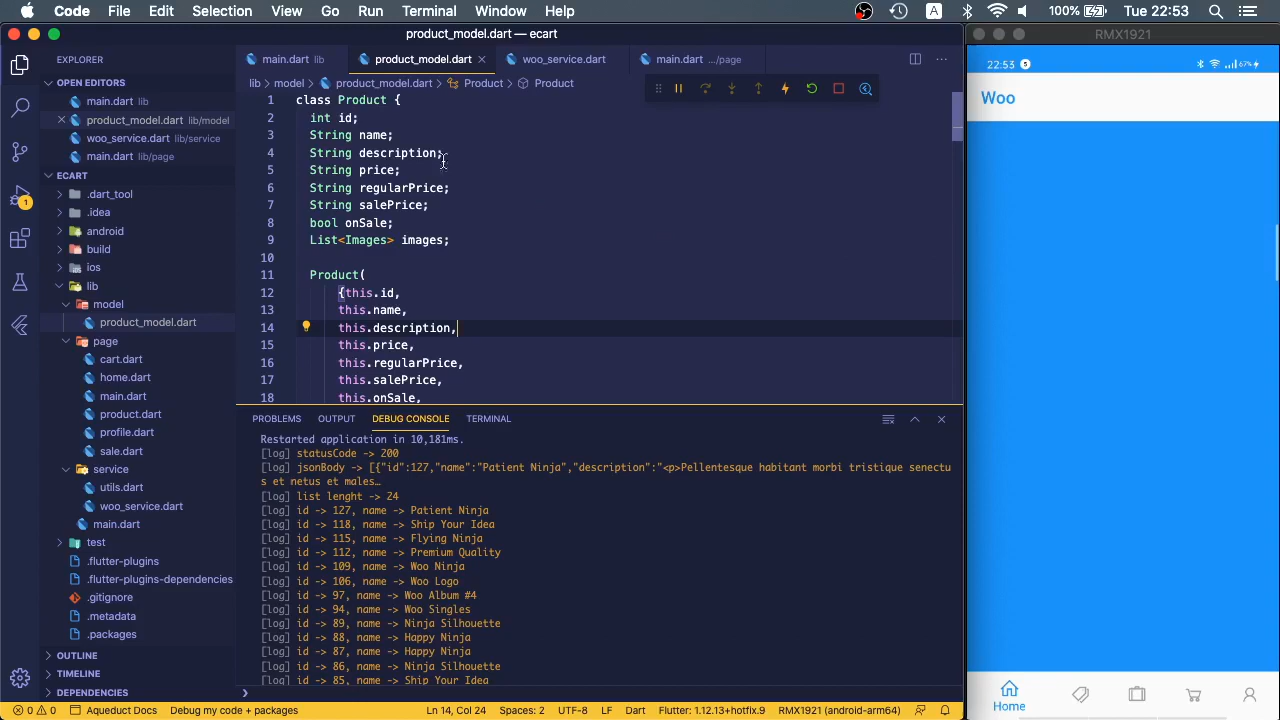 Code File Edit Selection View Go Run Terminal Window Help
A 100% Tue 22:53
product_model.dart — ecart
RMX1921
EXPLORER
OPEN EDITORS
main.dart lib
product_model.dart lib/model
woo_service.dart lib/service
main.dart lib/page
ECART
.dart_tool
.idea
android
build
ios
lib
model
product_model.dart
page
cart.dart
home.dart
main.dart
product.dart
profile.dart
sale.dart
service
utils.dart
woo_service.dart
main.dart
test
.flutter-plugins
.flutter-plugins-dependencies
.gitignore
.metadata
.packages
OUTLINE
TIMELINE
DEPENDENCIES
1
main.dart lib
product_model.dart
woo_service.dart
main.dart .../page
lib > model > product_model.dart > Product > Product
1 class Product {
2 int id;
3 String name;
4 String description;
5 String price;
6 String regularPrice;
7 String salePrice;
8 bool onSale;
9 List<Images> images;
10
11 Product(
12 {this.id,
13 this.name,
14 this.description,
15 this.price,
16 this.regularPrice,
17 this.salePrice,
18 this.onSale,
PROBLEMS OUTPUT DEBUG CONSOLE TERMINAL
Restarted application in 10,181ms.
[log] statusCode -> 200
[log] jsonBody -> [{"id":127,"name":"Patient Ninja","description":"<p>Pellentesque habitant morbi tristique senectu
s et netus et males…
[log] list lenght -> 24
[log] id -> 127, name -> Patient Ninja
[log] id -> 118, name -> Ship Your Idea
[log] id -> 115, name -> Flying Ninja
[log] id -> 112, name -> Premium Quality
[log] id -> 109, name -> Woo Ninja
[log] id -> 106, name -> Woo Logo
[log] id -> 97, name -> Woo Album #4
[log] id -> 94, name -> Woo Singles
[log] id -> 89, name -> Ninja Silhouette
[log] id -> 88, name -> Happy Ninja
[log] id -> 87, name -> Happy Ninja
[log] id -> 86, name -> Ninja Silhouette
[log] id -> 85, name -> Ship Your Idea
0 0 Aqueduct Docs Debug my code + packages Ln 14, Col 24 Spaces: 2 UTF-8 LF Dart Flutter: 1.12.13+hotfix.9 RMX1921 (android-arm64)
22:53 5 67%
Woo
Home